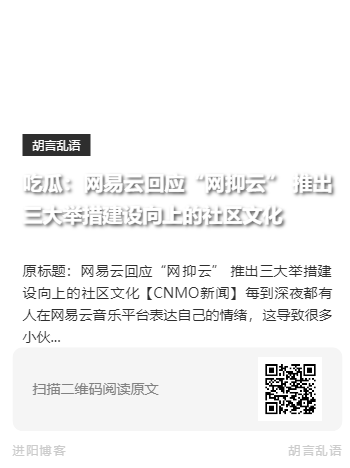 胡言乱语
吃瓜：网易云回应“网抑云” 推出
三大举措建设向上的社区文化
原标题：网易云回应“网抑云” 推出三大举措建
设向上的社区文化【CNMO新闻】每到深夜都有
人在网易云音乐平台表达自己的情绪，这导致很多
小伙...
扫描二维码阅读原文
进阳博客
胡言乱语